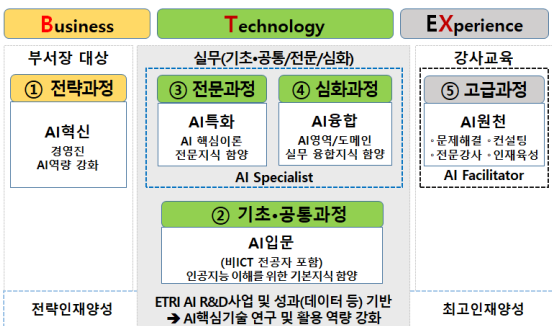 Business
Technology
EXperience
부서장 대상
실무(기초•공통/전문/심화)
강사교육
① 전략과정
AI혁신
경영진
AI역량 강화
③ 전문과정
AI특화
AI 핵심이론
전문지식 함양
④ 심화과정
AI융합
AI영역/도메인
실무 융합지식 함양
AI Specialist
⑤ 고급과정
AI원천
◦문제해결 ◦컨설팅
◦전문강사 ◦인재육성
AI Facilitator
② 기초•공통과정
AI입문
(비ICT 전공자 포함)
인공지능 이해를 위한 기본지식 함양
전략인재양성
ETRI AI R&D사업 및 성과(데이터 등) 기반
➔ AI핵심기술 연구 및 활용 역량 강화
최고인재양성